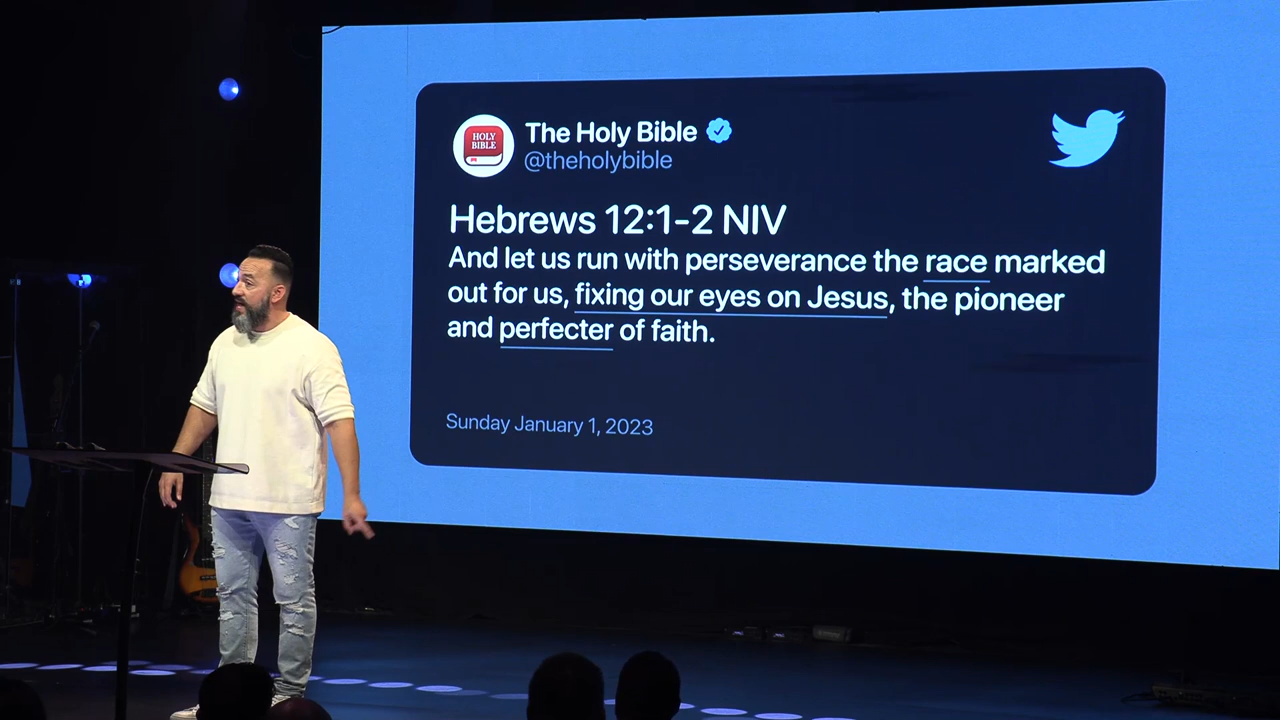 HOLY
BIBLE
The Holy Bible
@theholybible
Hebrews 12:1-2 NIV
And let us run with perseverance the race marked
out for us, fixing our eyes on Jesus, the pioneer
and perfecter of faith.
Sunday January 1, 2023